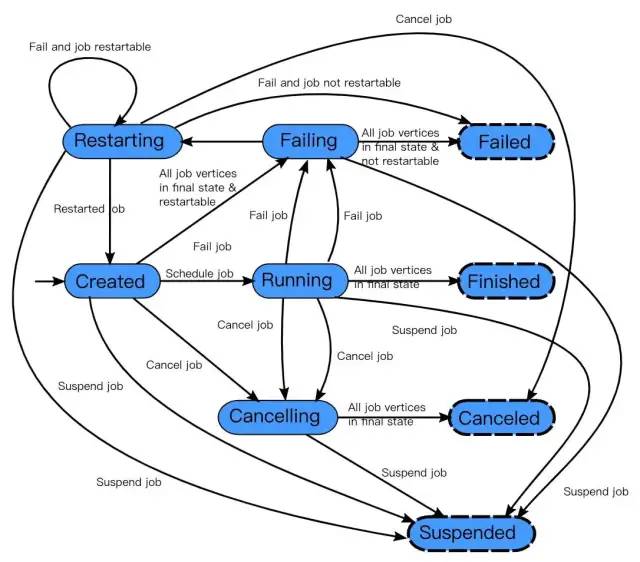 Cancel job
Fail and job restartable
Fail and job not restartable
Restarting
Failing
All job vertices
in final state &
not restartable
Failed
All job vertices
in final state &
restartable
Restarted job
Fail job
Fail job
Fail job
Created
Schedule job
Running
All job vertices
in final state
Finished
Cancel job
Suspend job
Cancel job
Cancel job
Suspend job
Cancelling
All job vertices
in final state
Canceled
Suspend job
Suspend job
Suspend job
Suspended